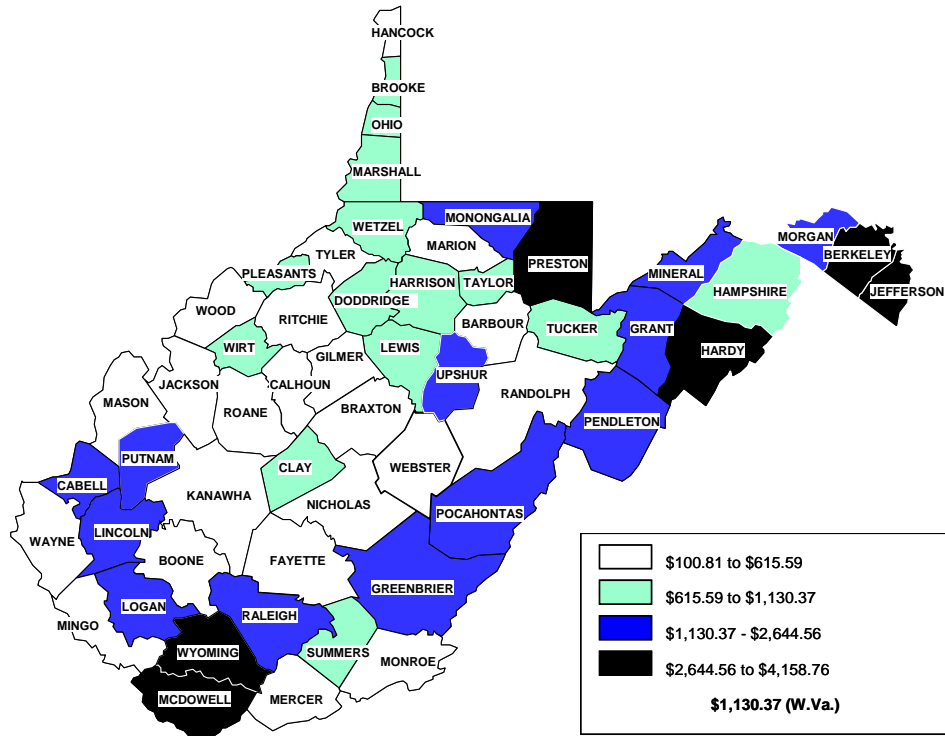 HANCOCK
BROOKE
OHIO
MARSHALL
WETZEL
MONONGALIA
MARION
TYLER
PLEASANTS
PRESTON
MORGAN
BERKELEY
JEFFERSON
MINERAL
HAMPSHIRE
HARRISON
TAYLOR
DODDRIDGE
WOOD
RITCHIE
BARBOUR
TUCKER
GRANT
HARDY
WIRT
LEWIS
GILMER
UPSHUR
JACKSON
CALHOUN
RANDOLPH
MASON
ROANE
BRAXTON
PENDLETON
PUTNAM
CLAY
WEBSTER
CABELL
KANAWHA
NICHOLAS
POCAHONTAS
LINCOLN
WAYNE
BOONE
FAYETTE
GREENBRIER
LOGAN
RALEIGH
MINGO
WYOMING
SUMMERS
MONROE
MCDOWELL
MERCER
$100.81 to $615.59
$615.59 to $1,130.37
$1,130.37 - $2,644.56
$2,644.56 to $4,158.76
$1,130.37 (W.Va.)